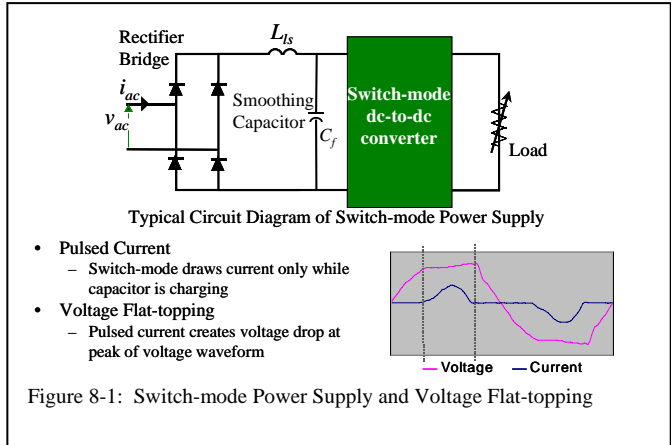 Rectifier
Bridge
L_ls
i_ac
v_ac
Smoothing
Capacitor
C_f
Switch-mode
dc-to-dc
converter
Load
Typical Circuit Diagram of Switch-mode Power Supply
• Pulsed Current
– Switch-mode draws current only while
capacitor is charging
• Voltage Flat-topping
– Pulsed current creates voltage drop at
peak of voltage waveform
Voltage Current
Figure 8-1: Switch-mode Power Supply and Voltage Flat-topping